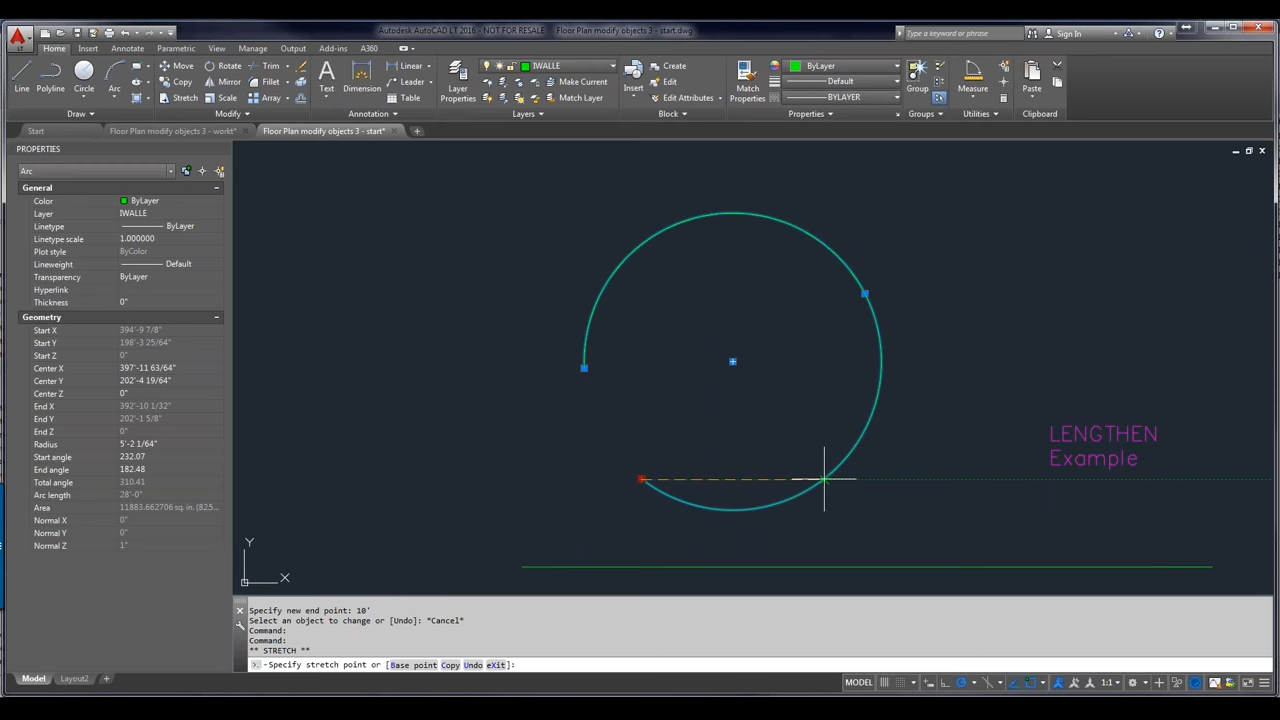 Autodesk AutoCAD LT 2016 - NOT FOR RESALE Floor Plan modify objects 3 - start.dwg
Type a keyword or phrase
Sign In
LT
Home Insert Annotate Parametric View Manage Output Add-ins A360
Line Polyline Circle Arc
Move Rotate Trim
Copy Mirror Fillet
Stretch Scale Array
Text Dimension
Linear
Leader
Table
Layer Properties
IWALLE
Make Current
Match Layer
Insert
Create
Edit
Edit Attributes
Match Properties
ByLayer
Default
BYLAYER
Group
Measure
Paste
Draw Modify Annotation Layers Block Properties Groups Utilities Clipboard
Start Floor Plan modify objects 3 - workt* Floor Plan modify objects 3 - start*
PROPERTIES
Arc
General
Color ByLayer
Layer IWALLE
Linetype ByLayer
Linetype scale 1.000000
Plot style ByColor
Lineweight Default
Transparency ByLayer
Hyperlink
Thickness 0"
Geometry
Start X 394'-9 7/8"
Start Y 198'-3 25/64"
Start Z 0"
Center X 397'-11 63/64"
Center Y 202'-4 19/64"
Center Z 0"
End X 392'-10 1/32"
End Y 202'-1 5/8"
End Z 0"
Radius 5'-2 1/64"
Start angle 232.07
End angle 182.48
Total angle 310.41
Arc length 28'-0"
Area 11883.662706 sq. in. (82.5...
Normal X 0"
Normal Y 0"
Normal Z 1"
LENGTHEN
Example
Y
X
Specify new end point: 10'
Select an object to change or [Undo]: *Cancel*
Command:
Command:
** STRETCH **
Specify stretch point or [Base point Copy Undo eXit]:
Model Layout2 +
MODEL 1:1